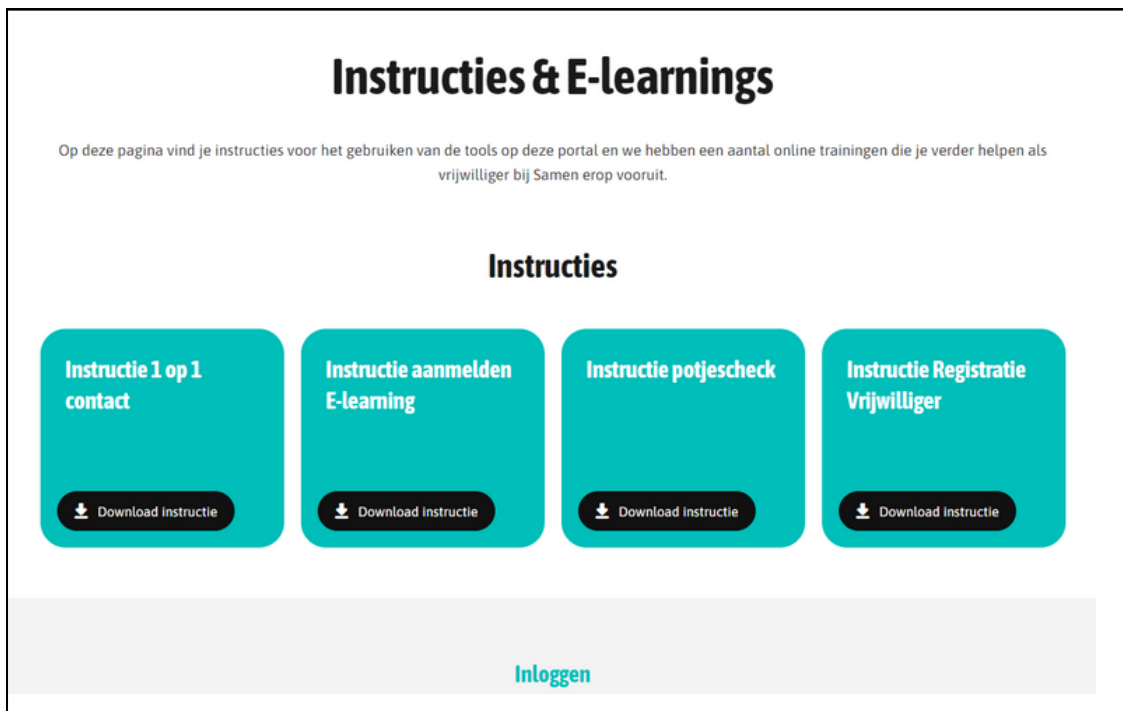 Instructies & E-learnings
Op deze pagina vind je instructies voor het gebruiken van de tools op deze portal en we hebben een aantal online trainingen die je verder helpen als
vrijwilliger bij Samen erop vooruit.
Instructies
Instructie 1 op 1
contact
Download instructie
Instructie aanmelden
E-learning
Download instructie
Instructie potjescheck
Download instructie
Instructie Registratie
Vrijwilliger
Download instructie
Inloggen